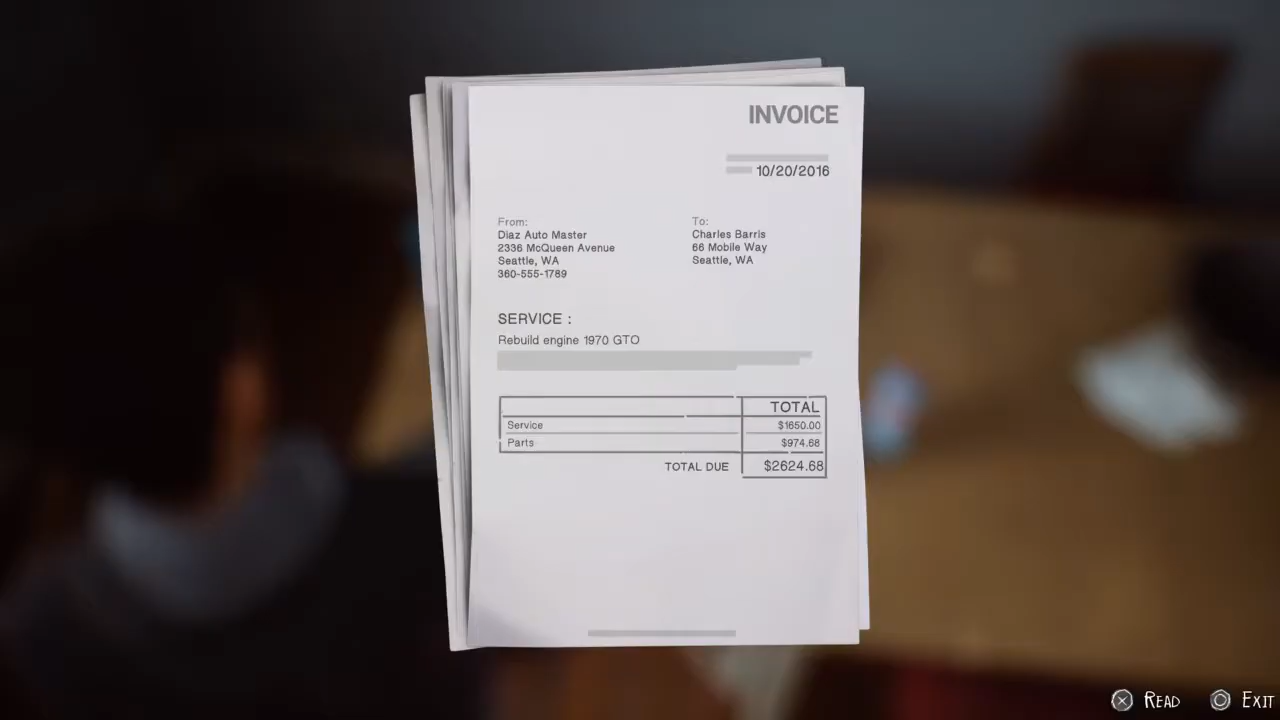 INVOICE
10/20/2016
From:
Diaz Auto Master
2336 McQueen Avenue
Seattle, WA
360-555-1789
To:
Charles Barris
66 Mobile Way
Seattle, WA
SERVICE :
Rebuild engine 1970 GTO
TOTAL
Service $1650.00
Parts $974.68
TOTAL DUE $2624.68
READ EXIT